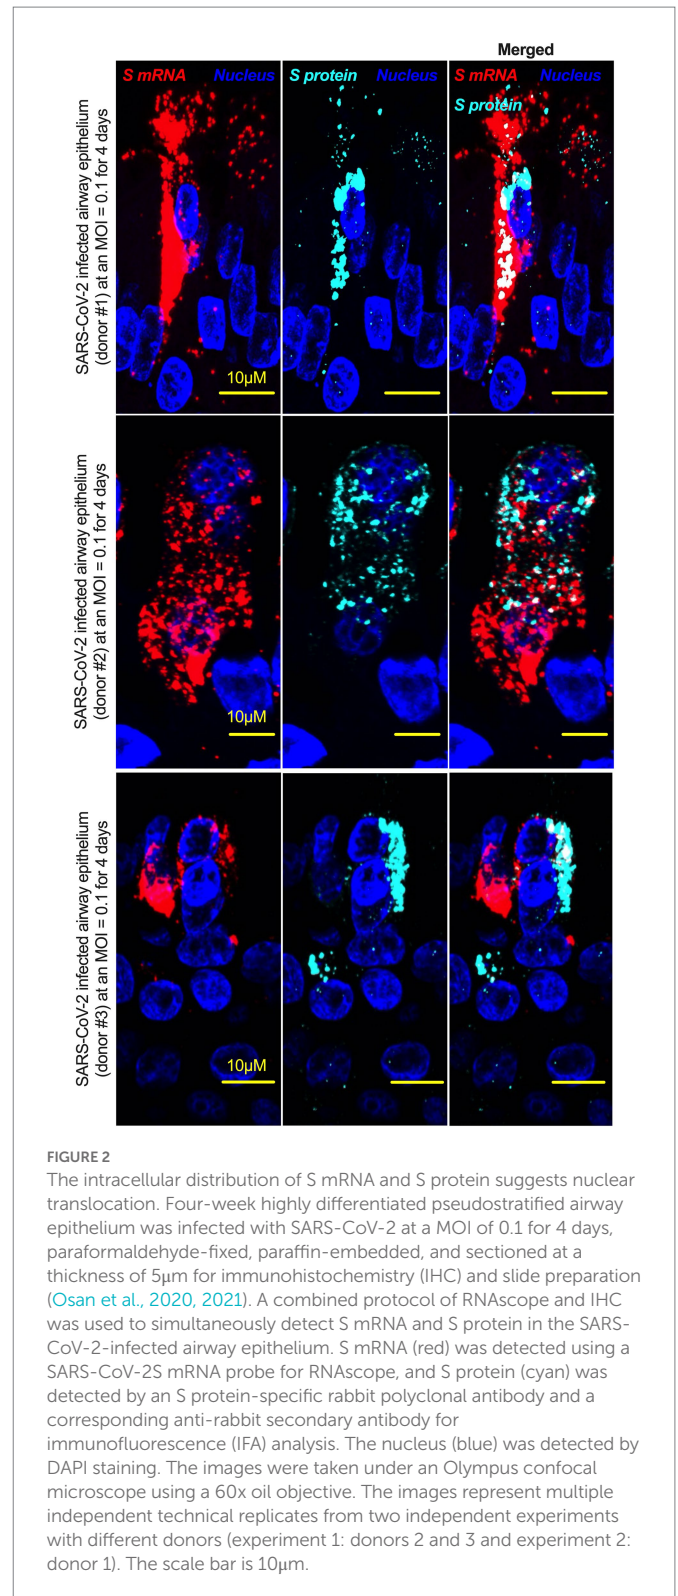 Merged
S mRNA Nucleus
S protein Nucleus
S mRNA Nucleus
S protein
SARS-CoV-2 infected airway epithelium
(donor #1) at an MOI = 0.1 for 4 days
10µM
SARS-CoV-2 infected airway epithelium
(donor #2) at an MOI = 0.1 for 4 days
10µM
SARS-CoV-2 infected airway epithelium
(donor #3) at an MOI = 0.1 for 4 days
10µM
FIGURE 2
The intracellular distribution of S mRNA and S protein suggests nuclear
translocation. Four-week highly differentiated pseudostratified airway
epithelium was infected with SARS-CoV-2 at a MOI of 0.1 for 4 days,
paraformaldehyde-fixed, paraffin-embedded, and sectioned at a
thickness of 5µm for immunohistochemistry (IHC) and slide preparation
(Osan et al., 2020, 2021). A combined protocol of RNAscope and IHC
was used to simultaneously detect S mRNA and S protein in the SARS-
CoV-2-infected airway epithelium. S mRNA (red) was detected using a
SARS-CoV-2S mRNA probe for RNAscope, and S protein (cyan) was
detected by an S protein-specific rabbit polyclonal antibody and a
corresponding anti-rabbit secondary antibody for
immunofluorescence (IFA) analysis. The nucleus (blue) was detected by
DAPI staining. The images were taken under an Olympus confocal
microscope using a 60x oil objective. The images represent multiple
independent technical replicates from two independent experiments
with different donors (experiment 1: donors 2 and 3 and experiment 2:
donor 1). The scale bar is 10µm.